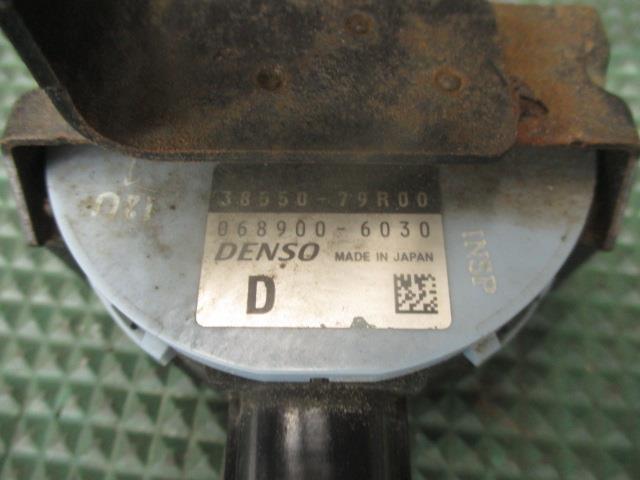 38550-79R00
068900-6030
DENSO MADE IN JAPAN
D
INSP